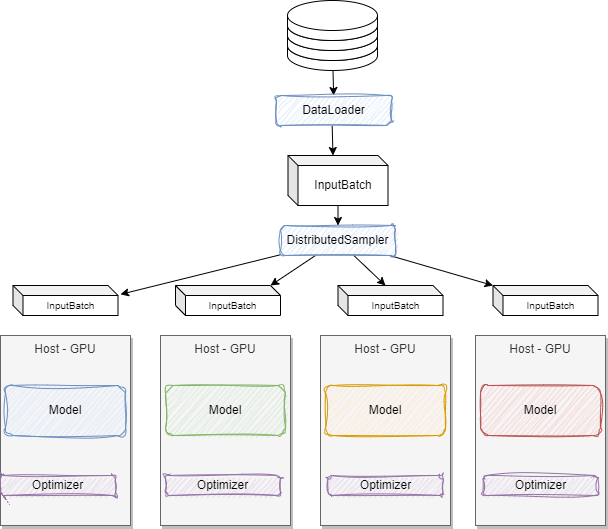 DataLoader
InputBatch
DistributedSampler
InputBatch
InputBatch
InputBatch
InputBatch
Host - GPU
Host - GPU
Host - GPU
Host - GPU
Model
Model
Model
Model
Optimizer
Optimizer
Optimizer
Optimizer